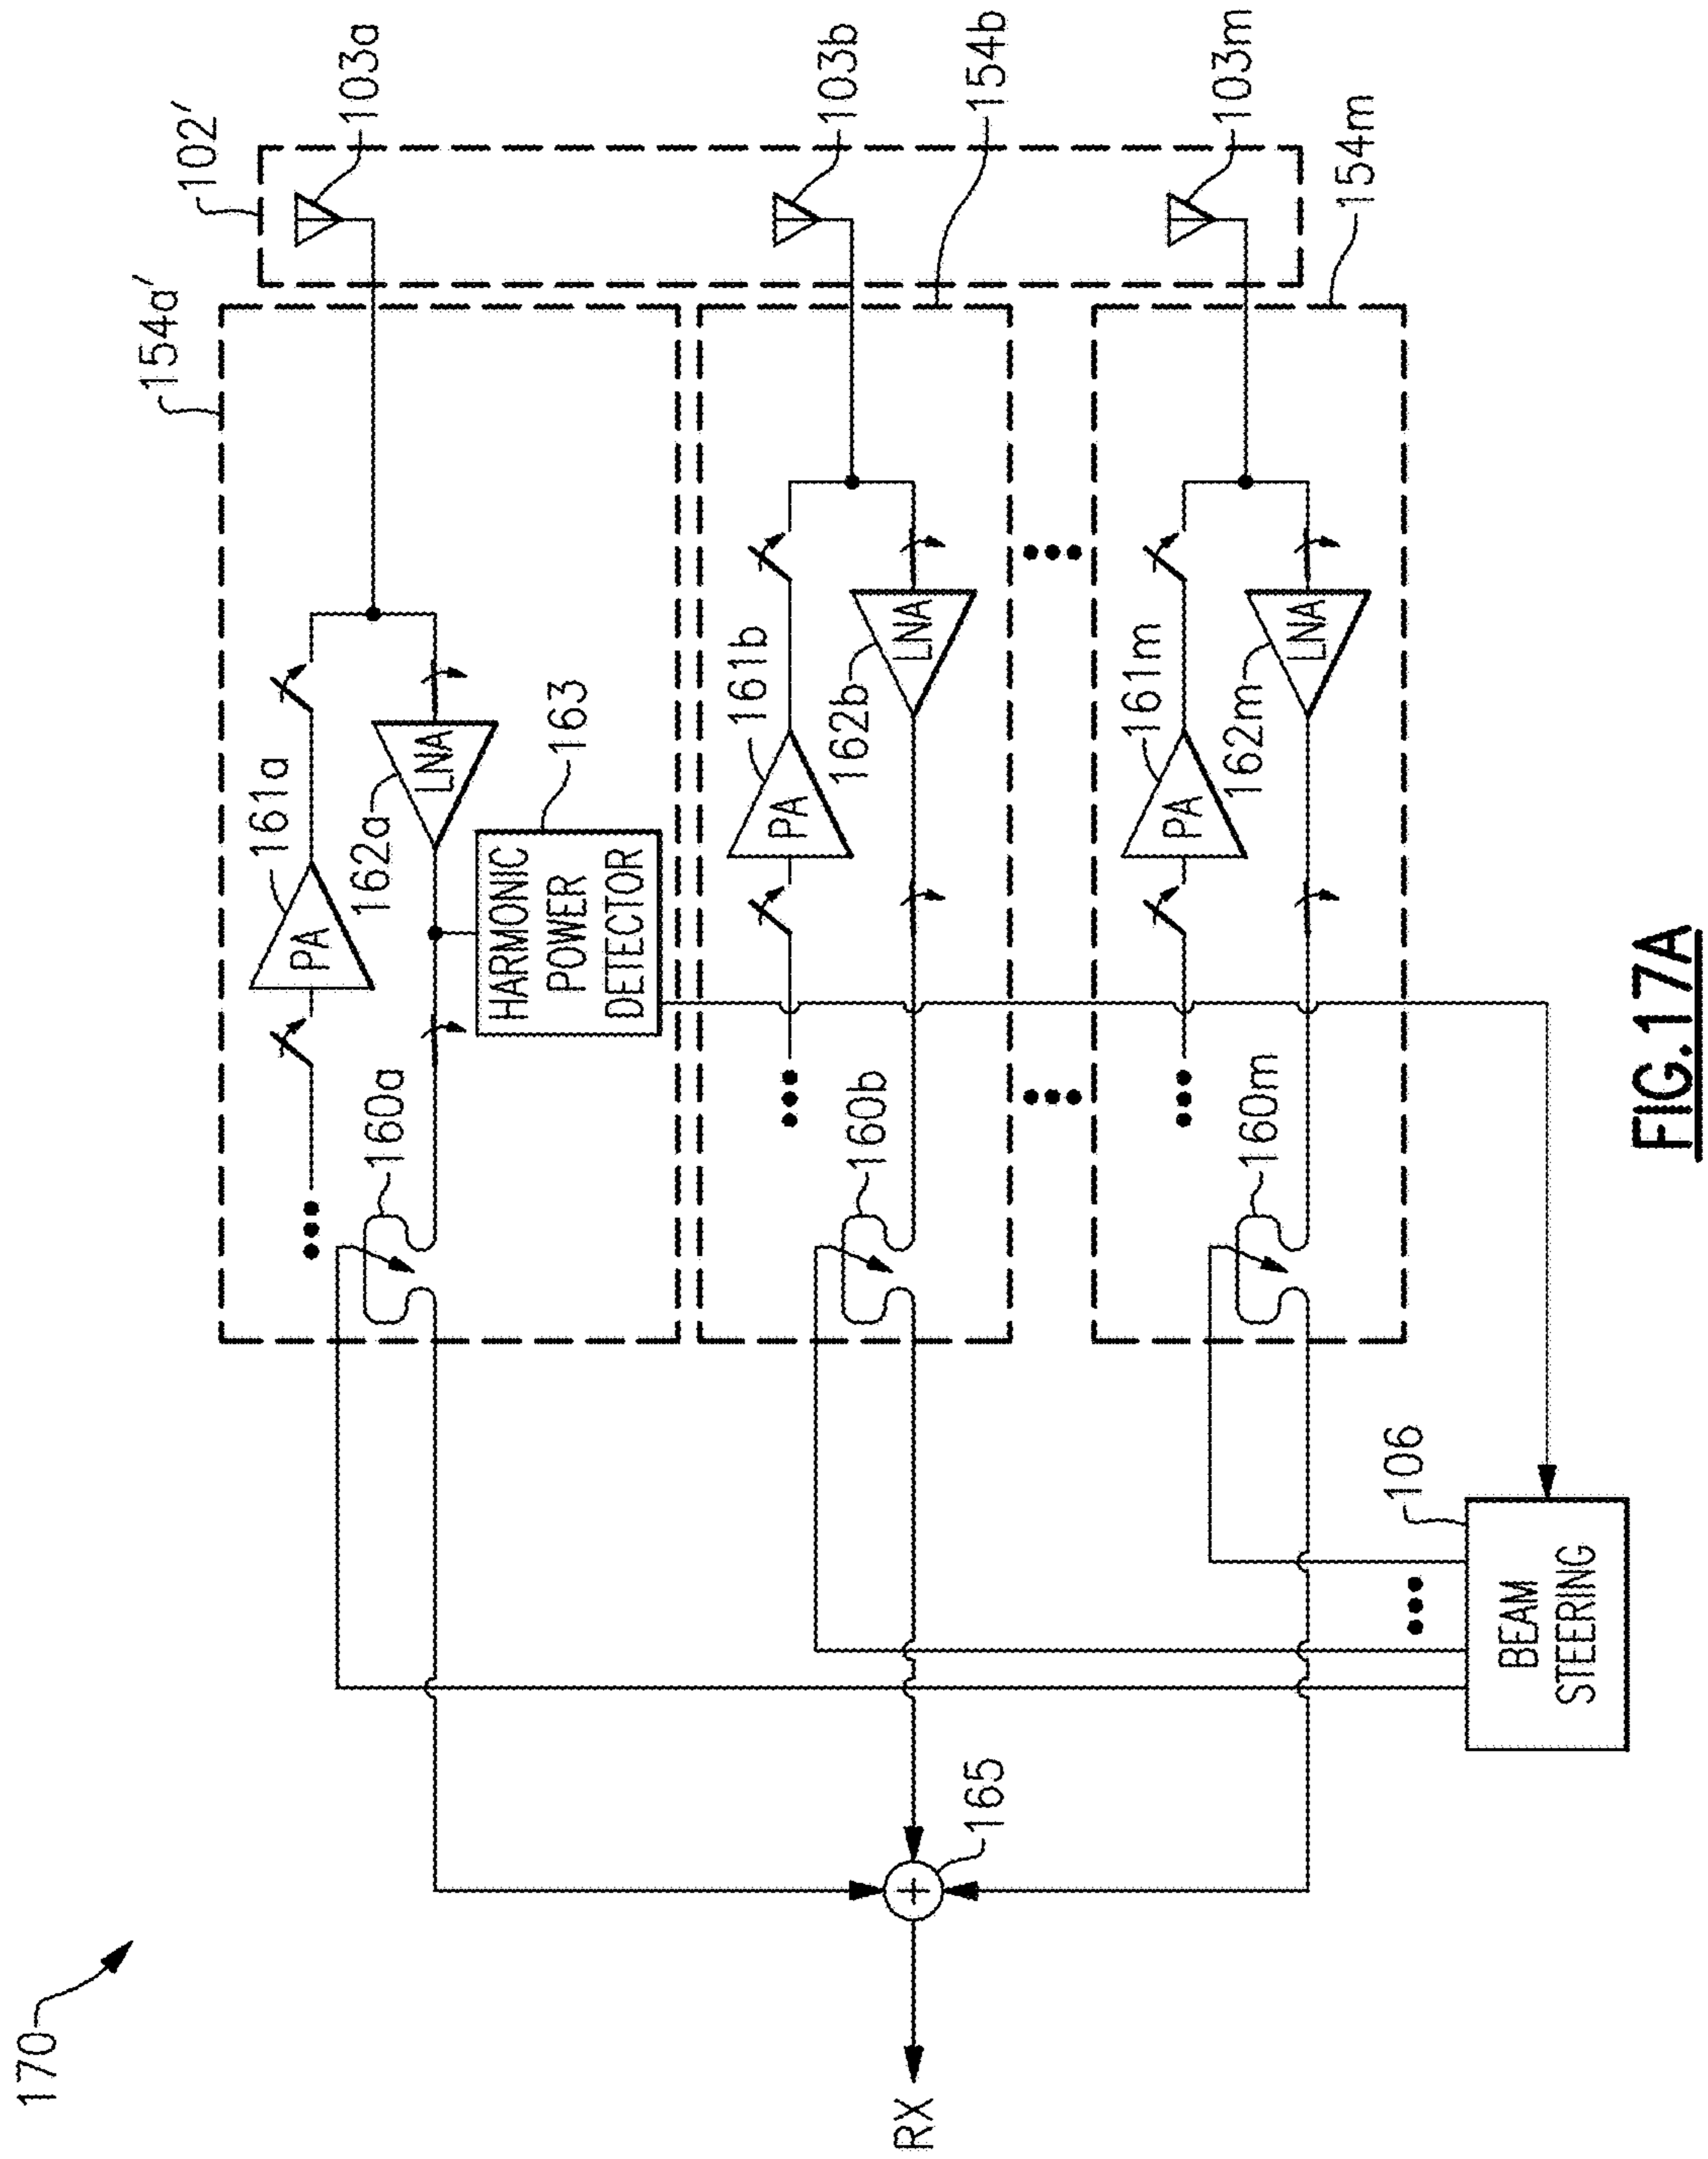 170
154a'
102'
103a
161a
PA
162a
LNA
160a
HARMONIC
POWER
DETECTOR
163
103b
154b
161b
PA
162b
LNA
160b
103m
154m
161m
PA
162m
LNA
160m
RX
+
165
BEAM
STEERING
106
FIG.17A